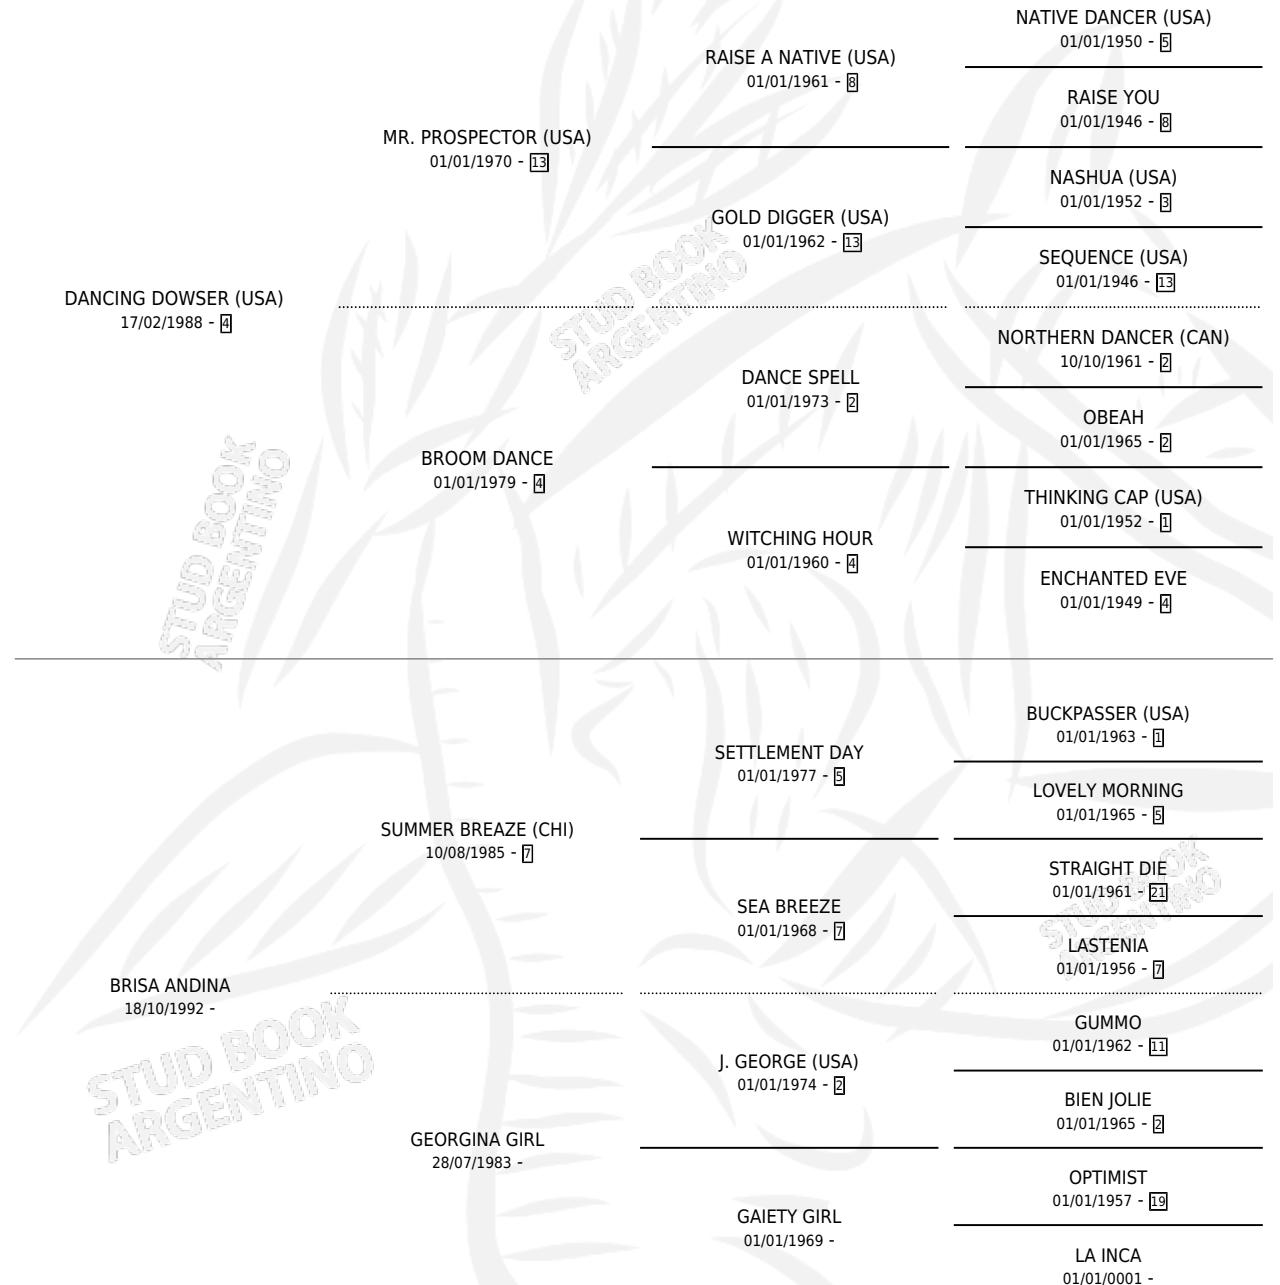 NATIVE DANCER (USA)
01/01/1950 - 5
RAISE A NATIVE (USA)
01/01/1961 - 8
RAISE YOU
01/01/1946 - 8
MR. PROSPECTOR (USA)
01/01/1970 - 13
NASHUA (USA)
01/01/1952 - 3
GOLD DIGGER (USA)
01/01/1962 - 13
SEQUENCE (USA)
01/01/1946 - 13
DANCING DOWSER (USA)
17/02/1988 - 4
NORTHERN DANCER (CAN)
10/10/1961 - 2
DANCE SPELL
01/01/1973 - 2
OBEAH
01/01/1965 - 2
BROOM DANCE
01/01/1979 - 4
THINKING CAP (USA)
01/01/1952 - 1
WITCHING HOUR
01/01/1960 - 4
ENCHANTED EVE
01/01/1949 - 4
BUCKPASSER (USA)
01/01/1963 - 1
SETTLEMENT DAY
01/01/1977 - 5
LOVELY MORNING
01/01/1965 - 5
SUMMER BREAZE (CHI)
10/08/1985 - 7
STRAIGHT DIE
01/01/1961 - 21
SEA BREEZE
01/01/1968 - 7
LASTENIA
01/01/1956 - 7
BRISA ANDINA
18/10/1992 -
GUMMO
01/01/1962 - 11
J. GEORGE (USA)
01/01/1974 - 2
BIEN JOLIE
01/01/1965 - 2
GEORGINA GIRL
28/07/1983 -
OPTIMIST
01/01/1957 - 19
GAIETY GIRL
01/01/1969 -
LA INCA
01/01/0001 -
STUD BOOK
ARGENTINO
STUD BOOK
ARGENTINO
STUD BOOK
ARGENTINO
STUD BOOK
ARGENTINO